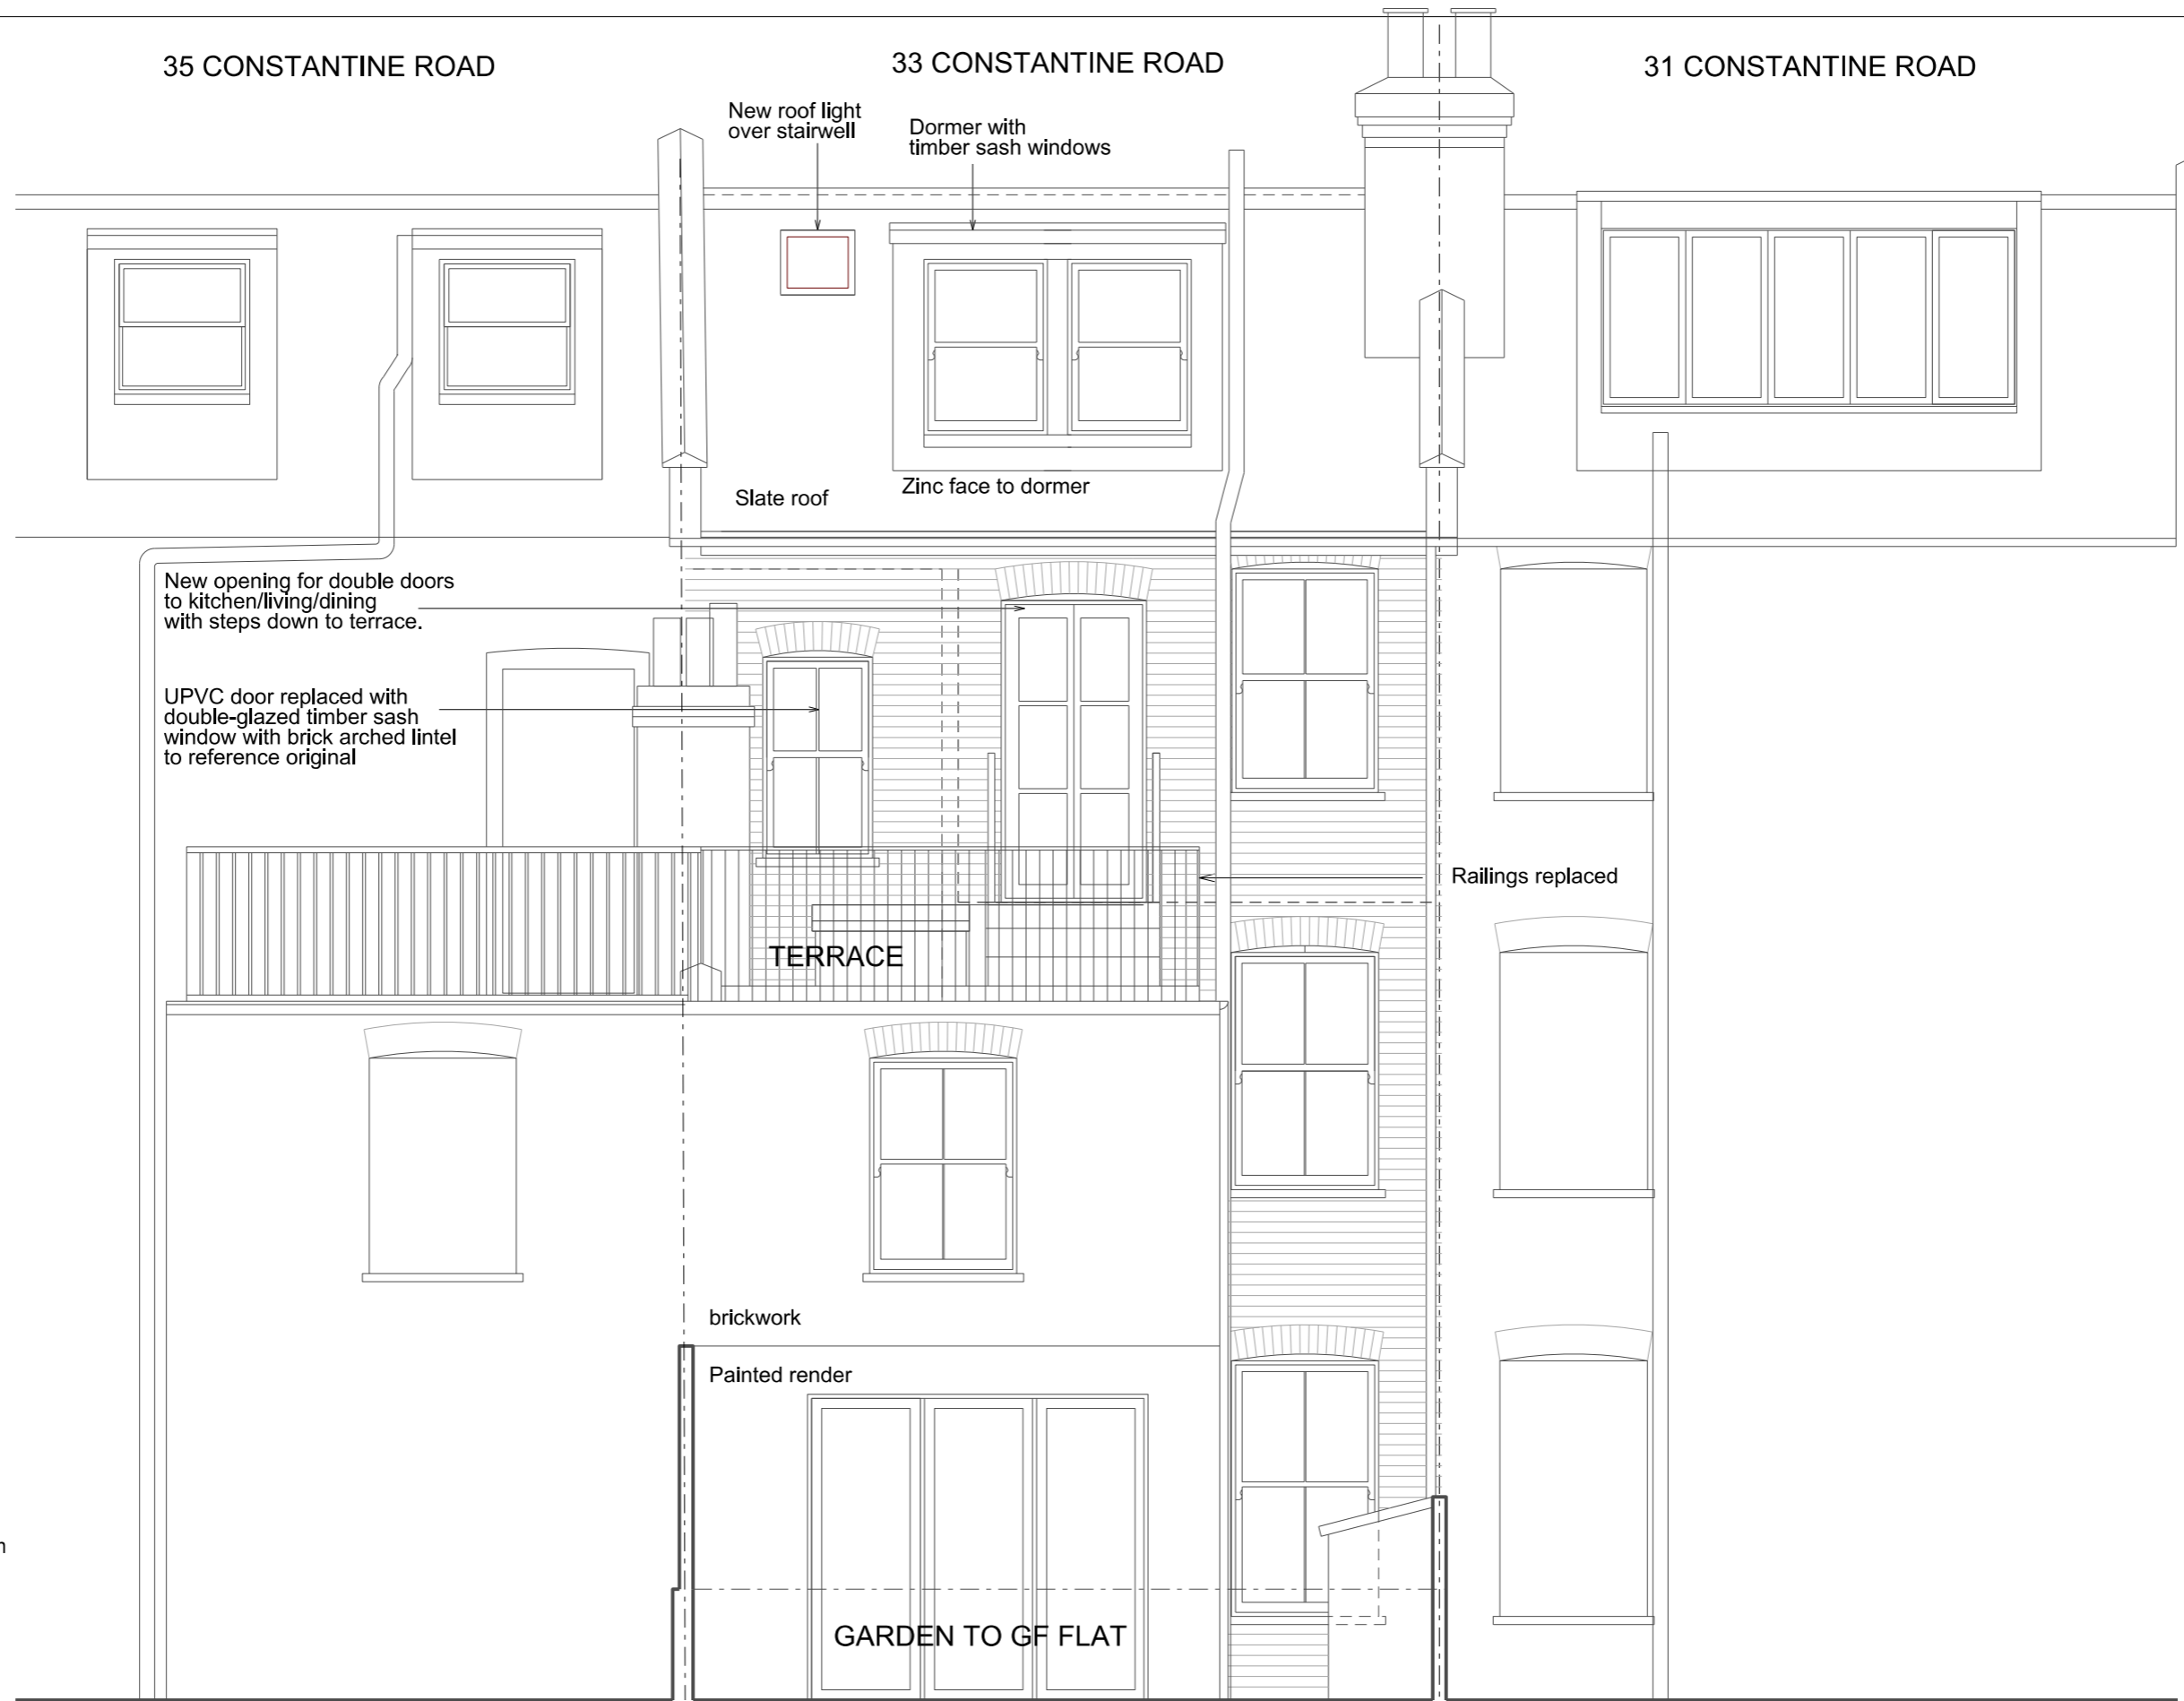 35 CONSTANTINE ROAD
33 CONSTANTINE ROAD
31 CONSTANTINE ROAD
New roof light
over stairwell
Dormer with
timber sash windows
Slate roof
Zinc face to dormer
New opening for double doors
to kitchen/living/dining
with steps down to terrace.
UPVC door replaced with
double-glazed timber sash
window with brick arched lintel
to reference original
Railings replaced
TERRACE
brickwork
Painted render
GARDEN TO GF FLAT